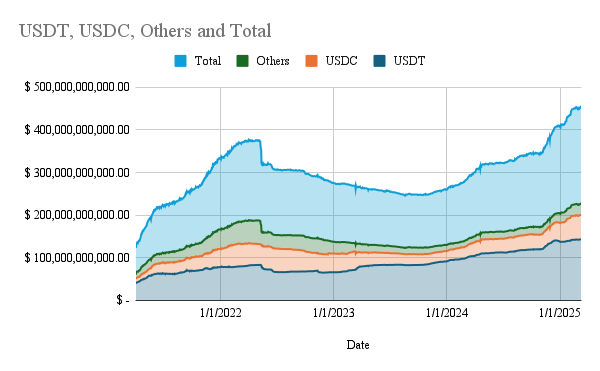 USDT, USDC, Others and Total
Total Others USDC USDT
$ 500,000,000,000.00
$ 400,000,000,000.00
$ 300,000,000,000.00
$ 200,000,000,000.00
$ 100,000,000,000.00
$ -
1/1/2022 1/1/2023 1/1/2024 1/1/2025
Date